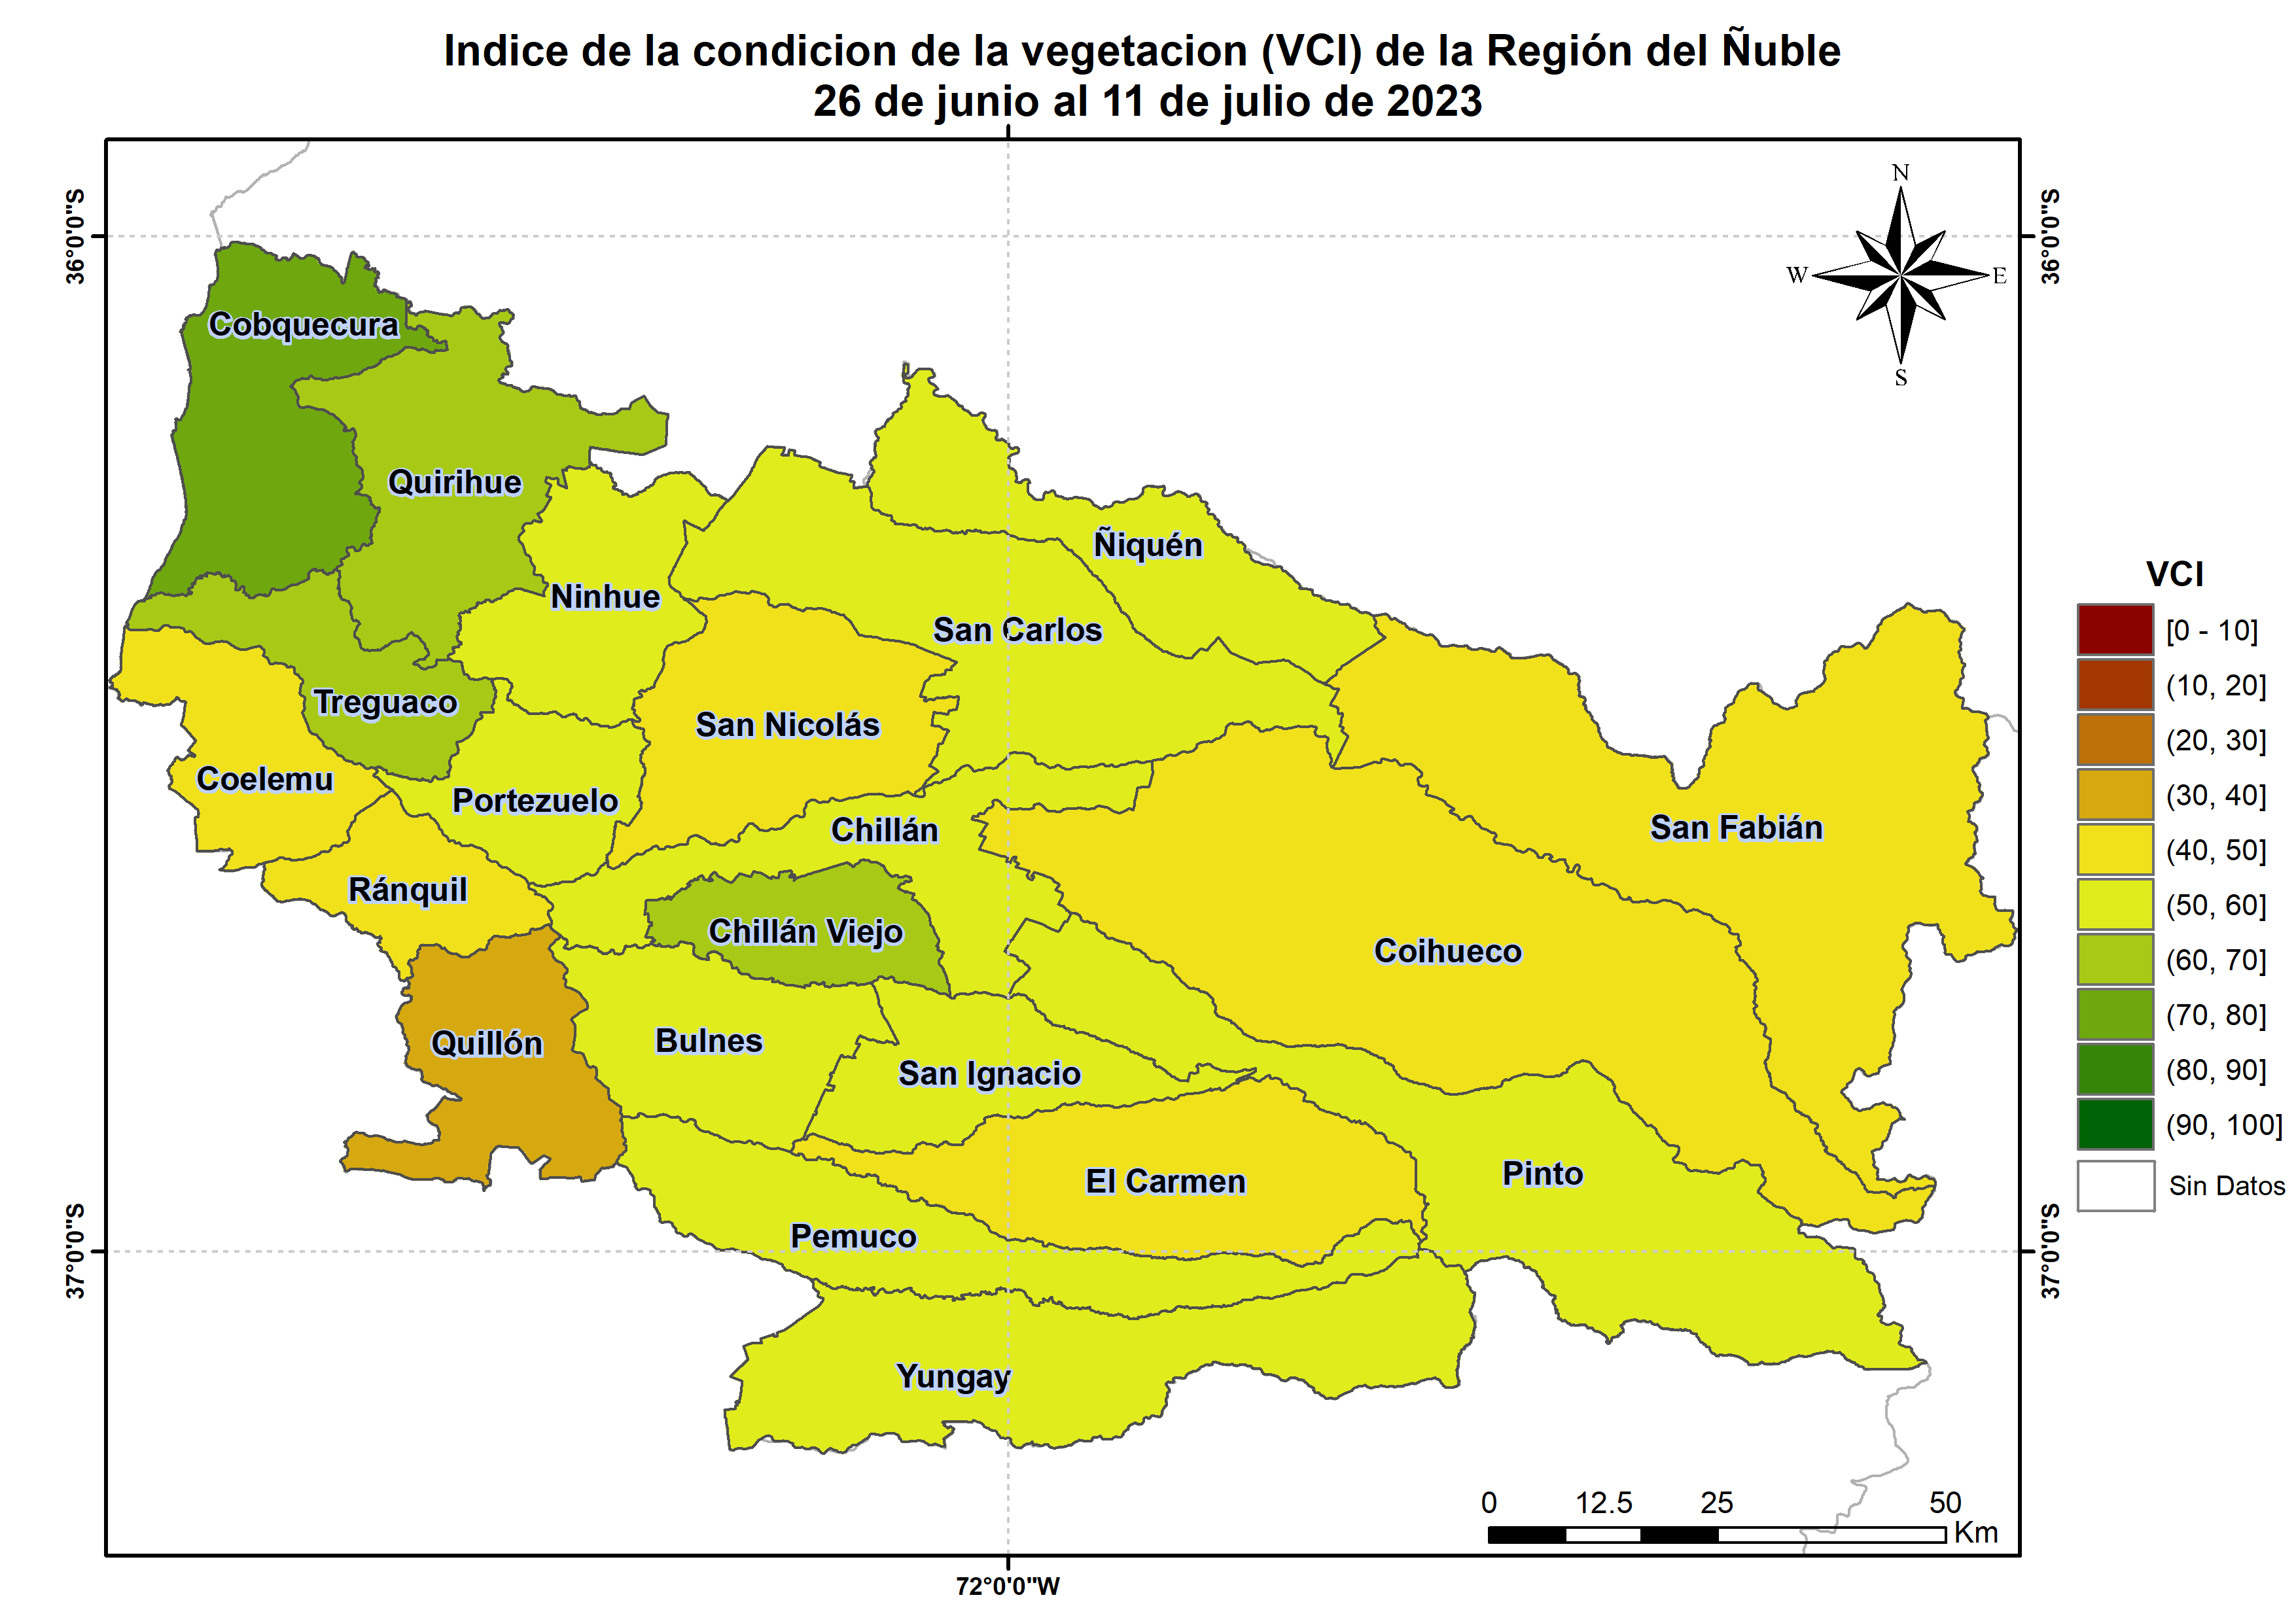 Indice de la condicion de la vegetacion (VCI) de la Región del Ñuble
26 de junio al 11 de julio de 2023
36°0'0"S
36°0'0"S
N
W
E
S
Cobquecura
Quirihue
Ñiquén
Ninhue
San Carlos
Treguaco
San Nicolás
Coelemu
Portezuelo
Chillán
San Fabián
Ránquil
Chillán Viejo
Coihueco
Quillón
Bulnes
San Ignacio
El Carmen
Pinto
Pemuco
Yungay
37°0'0"S
37°0'0"S
VCI
[0 - 10]
(10, 20]
(20, 30]
(30, 40]
(40, 50]
(50, 60]
(60, 70]
(70, 80]
(80, 90]
(90, 100]
Sin Datos
0 12.5 25 50
Km
72°0'0"W